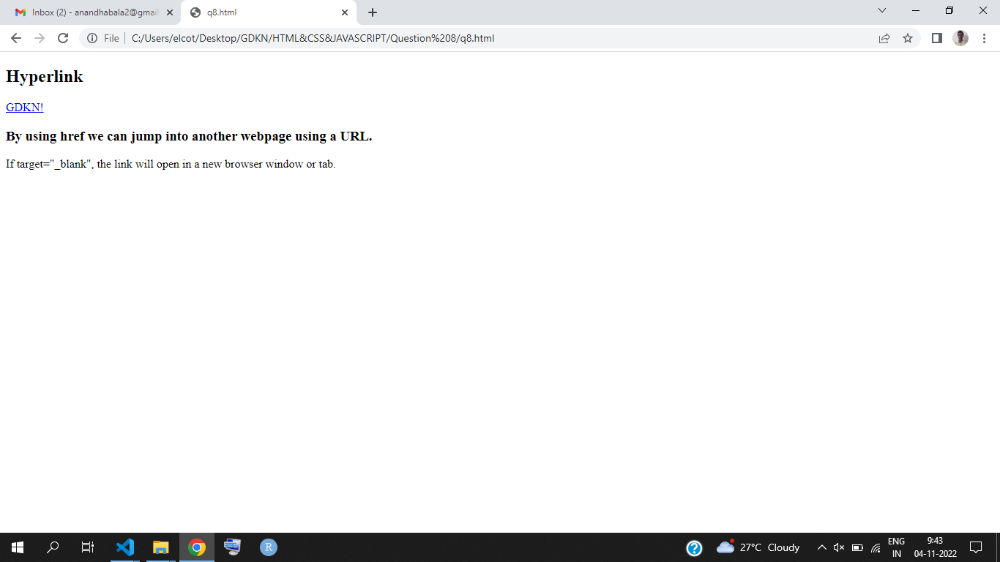 Inbox (2) - anandhabala2@gmail
q8.html
File
C:/Users/elcot/Desktop/GDKN/HTML&CSS&JAVASCRIPT/Question%208/q8.html
Hyperlink
GDKN!
By using href we can jump into another webpage using a URL.
If target="_blank", the link will open in a new browser window or tab.
R
?
27°C Cloudy
ENG
IN
9:43
04-11-2022